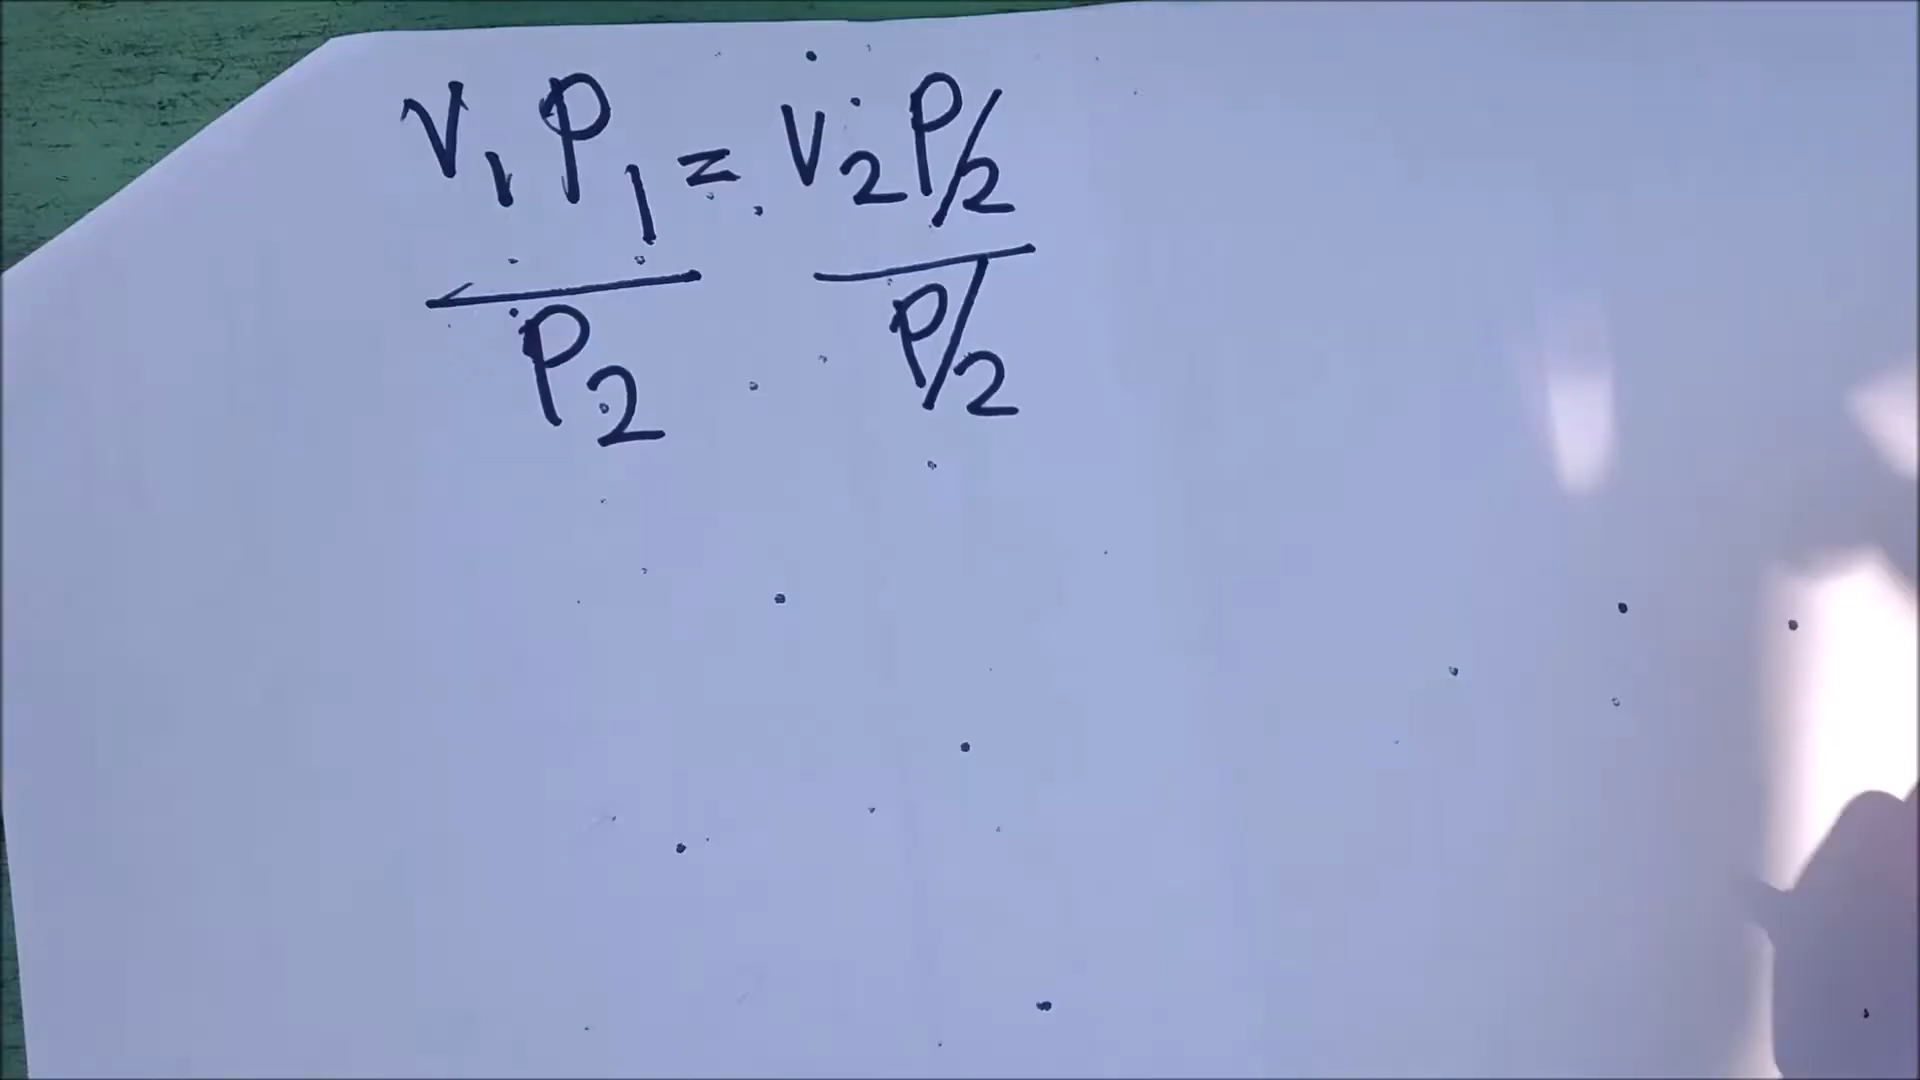 V₁P₁ = V₂P₂
P₂ P₂